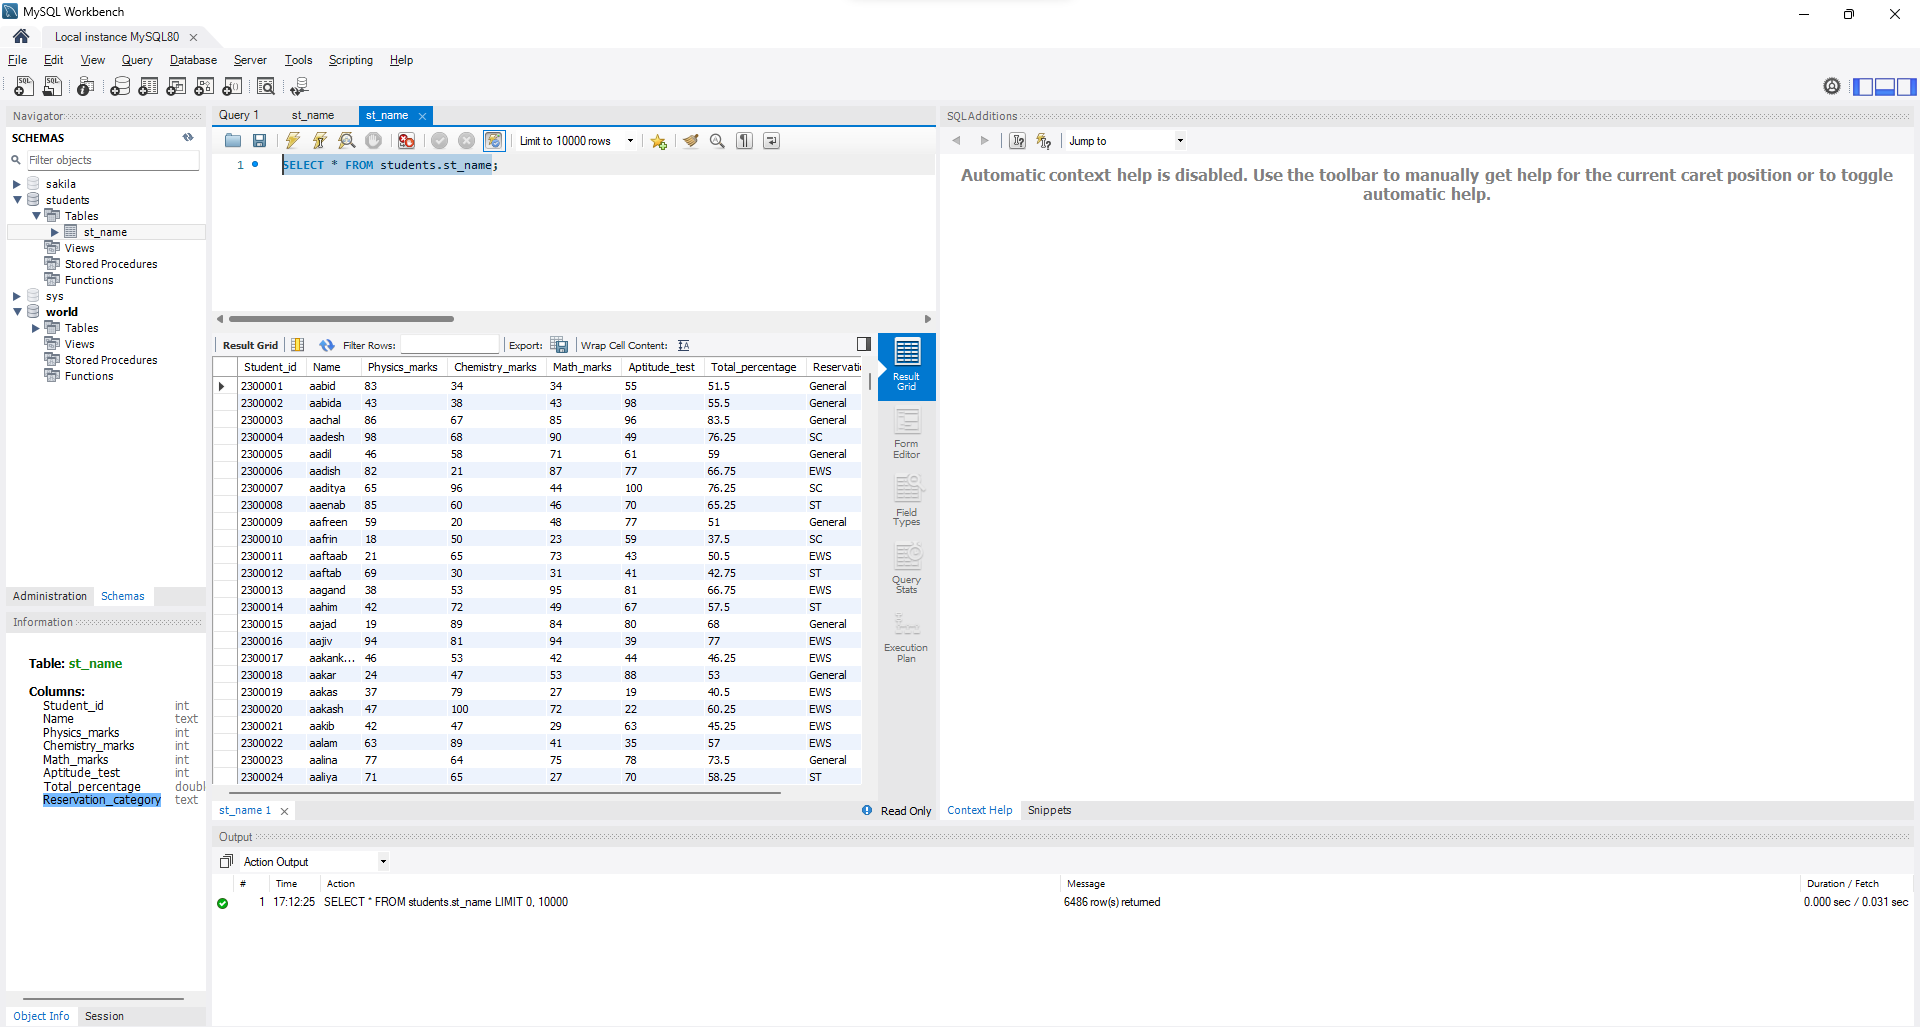 MySQL Workbench
Local instance MySQL80
File Edit View Query Database Server Tools Scripting Help
Navigator
SCHEMAS
Filter objects
sakila
students
Tables
st_name
Views
Stored Procedures
Functions
sys
world
Tables
Views
Stored Procedures
Functions
Administration Schemas
Information
Table: st_name
Columns:
Student_id int
Name text
Physics_marks int
Chemistry_marks int
Math_marks int
Aptitude_test int
Total_percentage doubl
Reservation_category text
Object Info Session
Query 1 st_name st_name
Limit to 10000 rows
1 SELECT * FROM students.st_name;
Result Grid Filter Rows: Export: Wrap Cell Content:
Student_id Name Physics_marks Chemistry_marks Math_marks Aptitude_test Total_percentage Reservati
2300001 aabid 83 34 34 55 51.5 General
2300002 aabida 43 38 43 98 55.5 General
2300003 aachal 86 67 85 96 83.5 General
2300004 aadesh 98 68 90 49 76.25 SC
2300005 aadil 46 58 71 61 59 General
2300006 aadish 82 21 87 77 66.75 EWS
2300007 aaditya 65 96 44 100 76.25 SC
2300008 aaenab 85 60 46 70 65.25 ST
2300009 aafreen 59 20 48 77 51 General
2300010 aafrin 18 50 23 59 37.5 SC
2300011 aaftaab 21 65 73 43 50.5 EWS
2300012 aaftab 69 30 31 41 42.75 ST
2300013 aagand 38 53 95 81 66.75 EWS
2300014 aahim 42 72 49 67 57.5 ST
2300015 aajad 19 89 84 80 68 General
2300016 aajiv 94 81 94 39 77 EWS
2300017 aakank... 46 53 42 44 46.25 EWS
2300018 aakar 24 47 53 88 53 General
2300019 aakas 37 79 27 19 40.5 EWS
2300020 aakash 47 100 72 22 60.25 EWS
2300021 aakib 42 47 29 63 45.25 EWS
2300022 aalam 63 89 41 35 57 EWS
2300023 aalina 77 64 75 78 73.5 General
2300024 aaliya 71 65 27 70 58.25 ST
Result
Grid
Form
Editor
Field
Types
Query
Stats
Execution
Plan
st_name 1 Read Only
SQLAdditions
Jump to
Automatic context help is disabled. Use the toolbar to manually get help for the current caret position or to toggle
automatic help.
Context Help Snippets
Output
Action Output
# Time Action Message Duration / Fetch
1 17:12:25 SELECT * FROM students.st_name LIMIT 0, 10000 6486 row(s) returned 0.000 sec / 0.031 sec